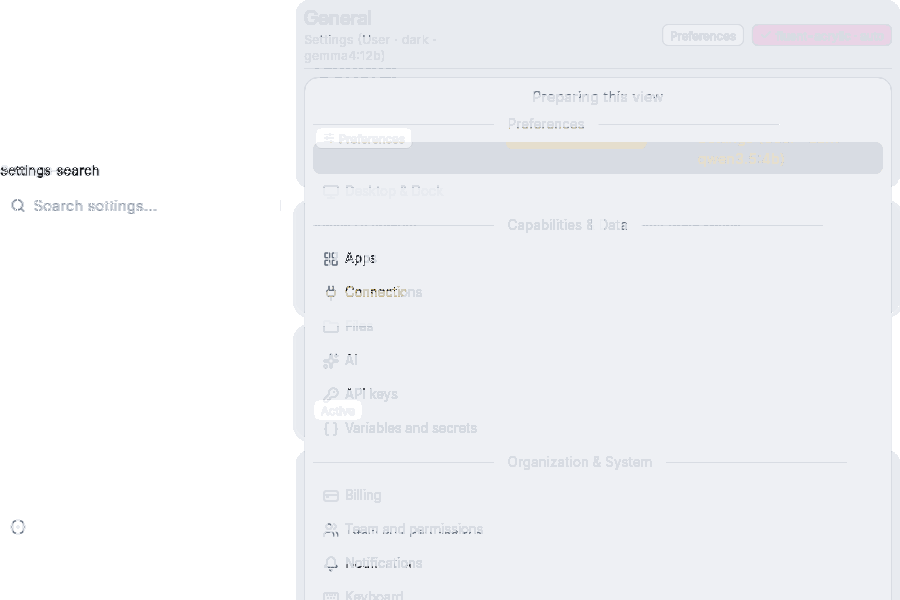 General
Settings (User · dark ·
gemma4:12b)
Preferences
Preparing this view
Preferences
Preferences
Desktop & Dock
Settings search
Search settings...
Capabilities & Data
Apps
Connections
Files
AI
API keys
Active
Variables and secrets
Organization & System
Billing
Team and permissions
Notifications
Keyboard